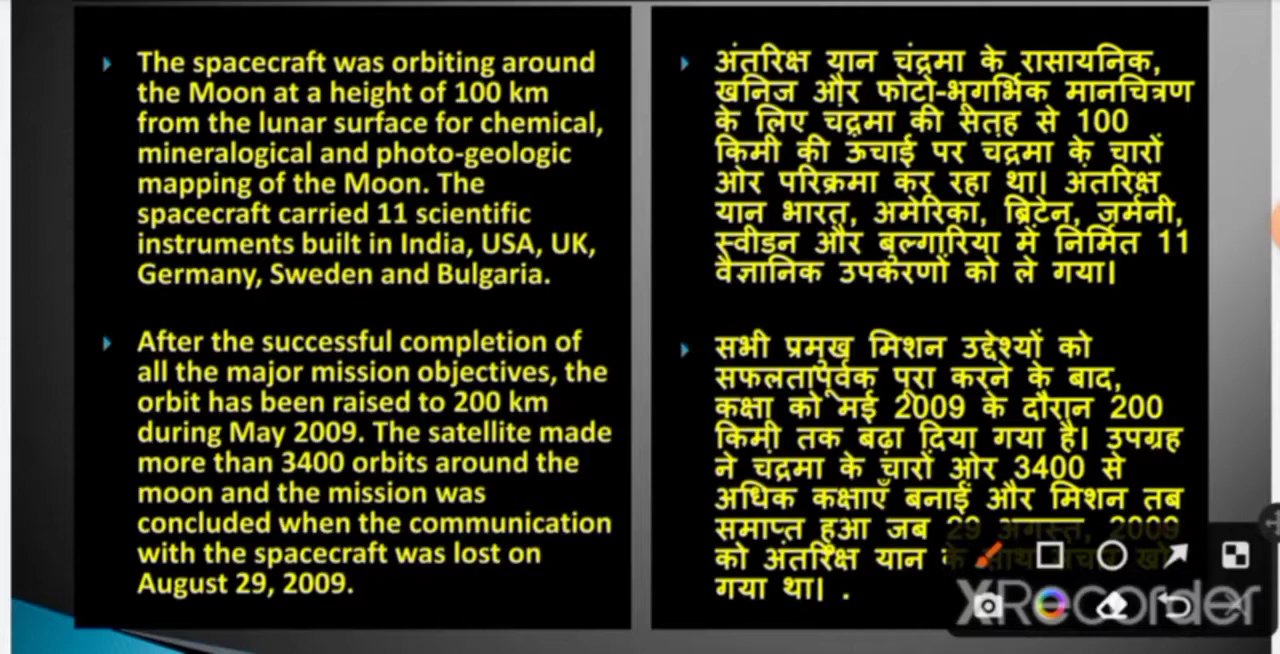 The spacecraft was orbiting around
the Moon at a height of 100 km
from the lunar surface for chemical,
mineralogical and photo-geologic
mapping of the Moon. The
spacecraft carried 11 scientific
instruments built in India, USA, UK,
Germany, Sweden and Bulgaria.
After the successful completion of
all the major mission objectives, the
orbit has been raised to 200 km
during May 2009. The satellite made
more than 3400 orbits around the
moon and the mission was
concluded when the communication
with the spacecraft was lost on
August 29, 2009.
अंतरिक्ष यान चंद्रमा के रासायनिक,
खनिज और फोटो-भूगर्भिक मानचित्रण
के लिए चंद्रमा की सतह से 100
किमी की ऊंचाई पर चंद्रमा के चारों
ओर परिक्रमा कर रहा था। अंतरिक्ष
यान भारत, अमेरिका, ब्रिटेन, जर्मनी,
स्वीडन और बुल्गारिया में निर्मित 11
वैज्ञानिक उपकरणों को ले गया।
सभी प्रमुख मिशन उद्देश्यों को
सफलतापूर्वक पूरा करने के बाद,
कक्षा को मई 2009 के दौरान 200
किमी तक बढ़ा दिया गया है। उपग्रह
ने चंद्रमा के चारों ओर 3400 से
अधिक कक्षाएँ बनाईं और मिशन तब
समाप्त हुआ जब 29 अगस्त, 2009
को अंतरिक्ष यान के साथ
गया था। .
XRecorder